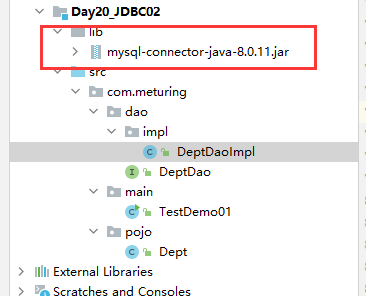 Day20_JDBC02
lib
mysql-connector-java-8.0.11.jar
src
com.meturing
dao
impl
DeptDaoImpl
DeptDao
main
TestDemo01
pojo
Dept
External Libraries
Scratches and Consoles